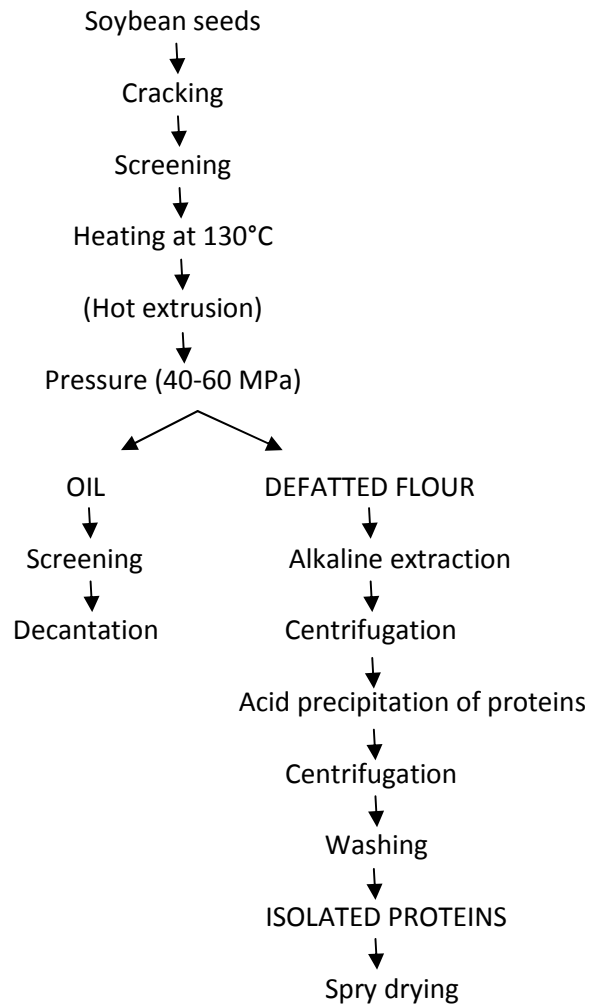 Soybean seeds
Cracking
Screening
Heating at 130°C
(Hot extrusion)
Pressure (40-60 MPa)
OIL
DEFATTED FLOUR
Screening
Alkaline extraction
Decantation
Centrifugation
Acid precipitation of proteins
Centrifugation
Washing
ISOLATED PROTEINS
Spry drying